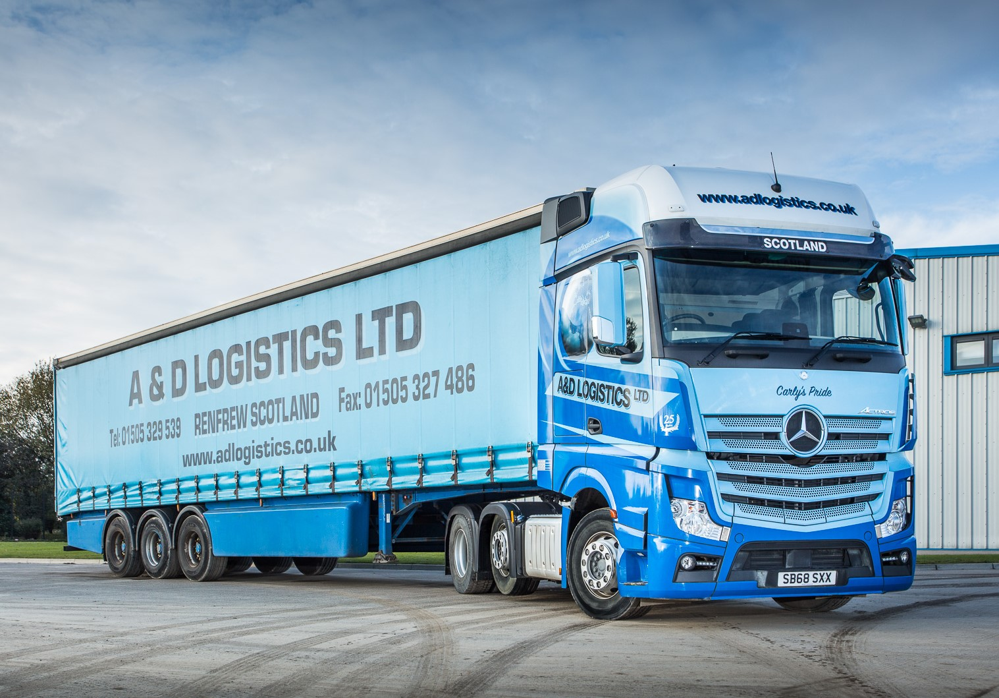 www.adlogistics.co.uk
SCOTLAND
www.adlogistics.co.uk
A & D LOGISTICS LTD
Tel: 01505 329 539 RENFREW SCOTLAND Fax: 01505 327 486
www.adlogistics.co.uk
A&D LOGISTICS LTD
25
Carly's Pride
ACTROS
SB68 SXX